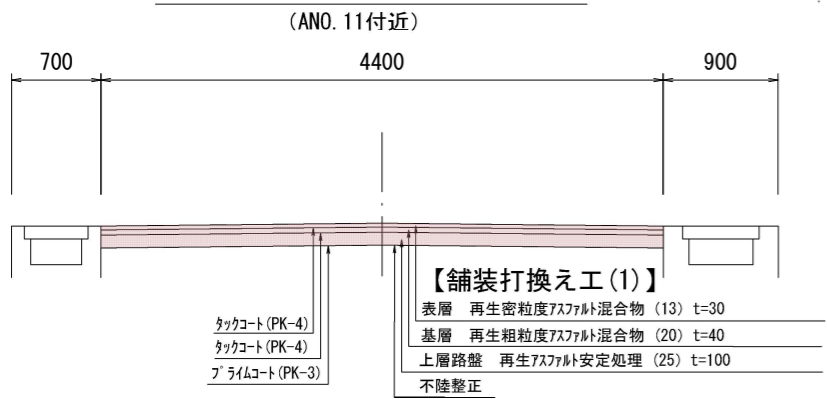 (ANO.11付近)
700 4400 900
【舗装打換え工(1)】
表層 再生密粒度アスファルト混合物 (13) t=30
基層 再生粗粒度アスファルト混合物 (20) t=40
上層路盤 再生アスファルト安定処理 (25) t=100
不陸整正
タックコート(PK-4)
タックコート(PK-4)
プライムコート(PK-3)